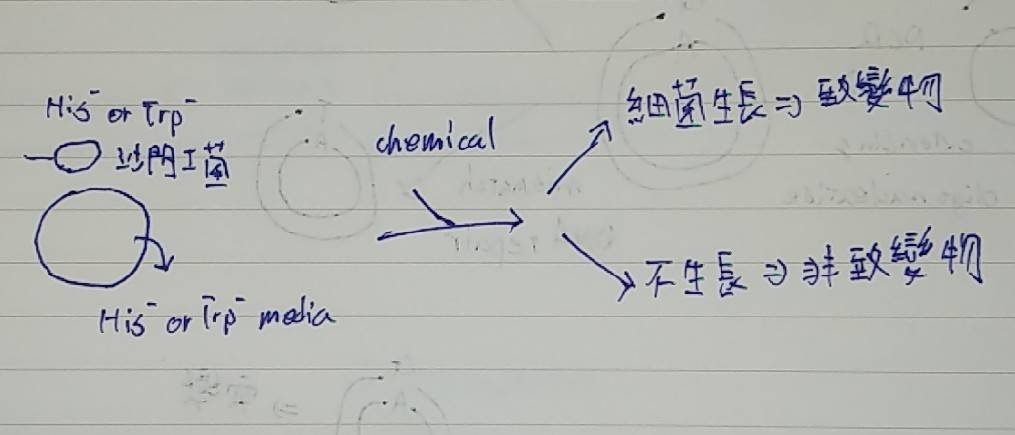 His⁻ or Trp⁻
沙門工菌
His⁻ or Trp⁻ media
chemical
細菌生長 ⇒ 致變物
不生長 ⇒ 非致變物